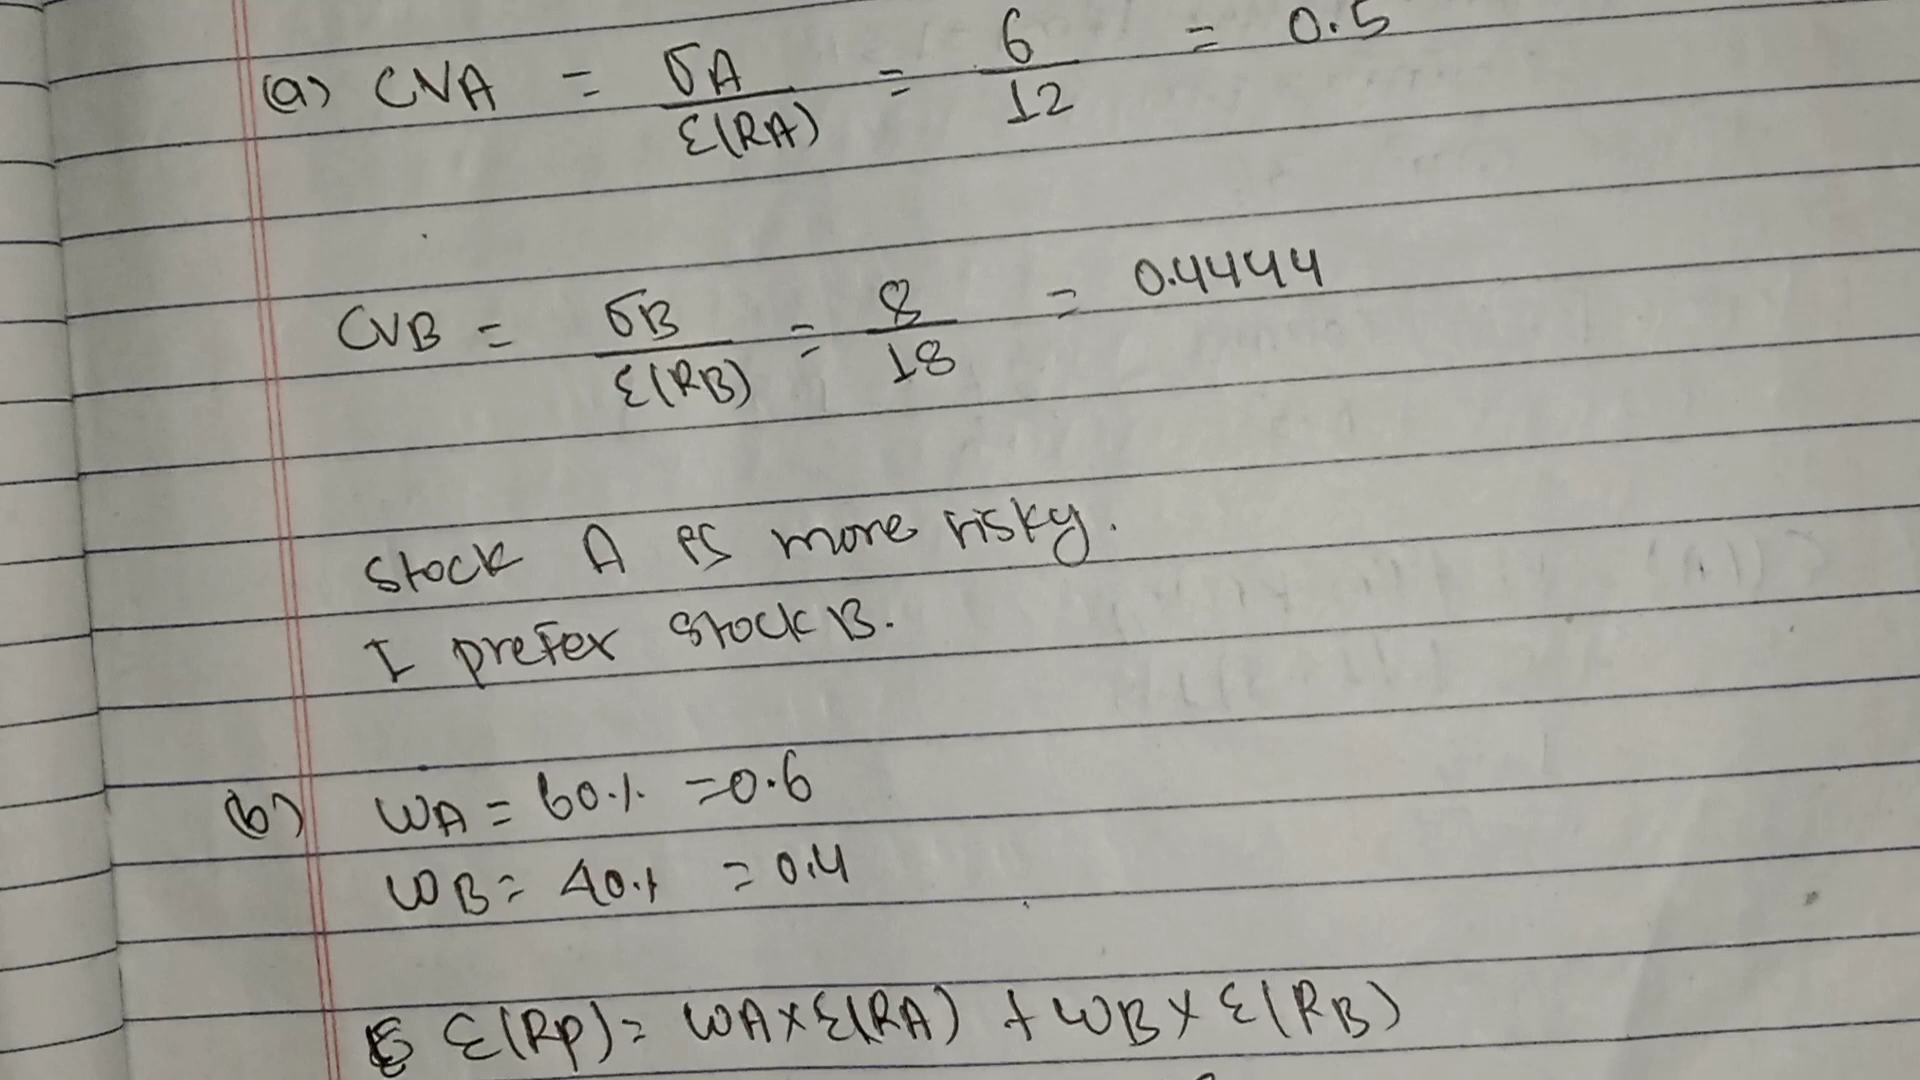 (a) CVA = σA / E(RA) = 6 / 12 = 0.5
CVB = σB / E(RB) = 8 / 18 = 0.4444
Stock A is more risky.
I prefer stock B.
(b) WA = 60% = 0.6
WB = 40% = 0.4
E(RP) = WA x E(RA) + WB x E(RB)